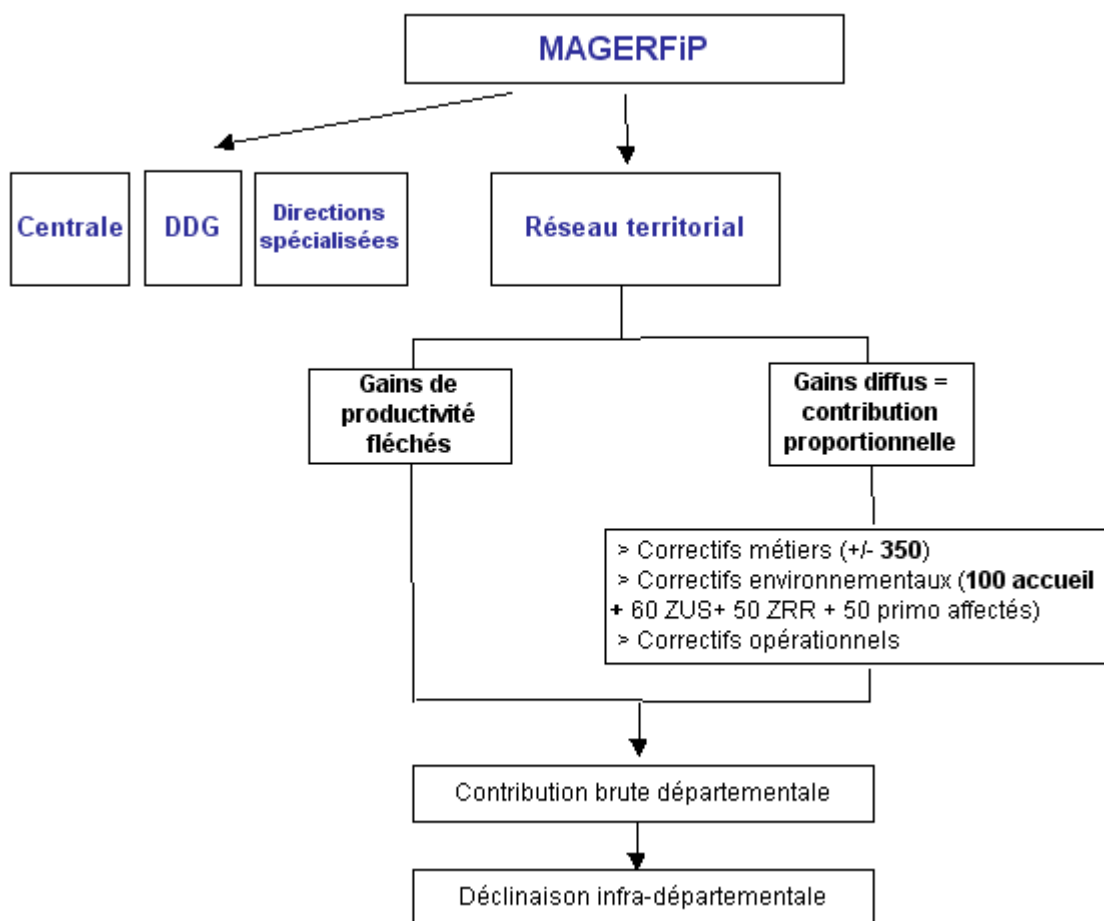 MAGERFiP
Centrale
DDG
Directions
spécialisées
Réseau territorial
Gains de
productivité
fléchés
Gains diffus =
contribution
proportionnelle
> Correctifs métiers (+/- 350)
> Correctifs environnementaux (100 accueil
+ 60 ZUS+ 50 ZRR + 50 primo affectés)
> Correctifs opérationnels
Contribution brute départementale
Déclinaison infra-départementale